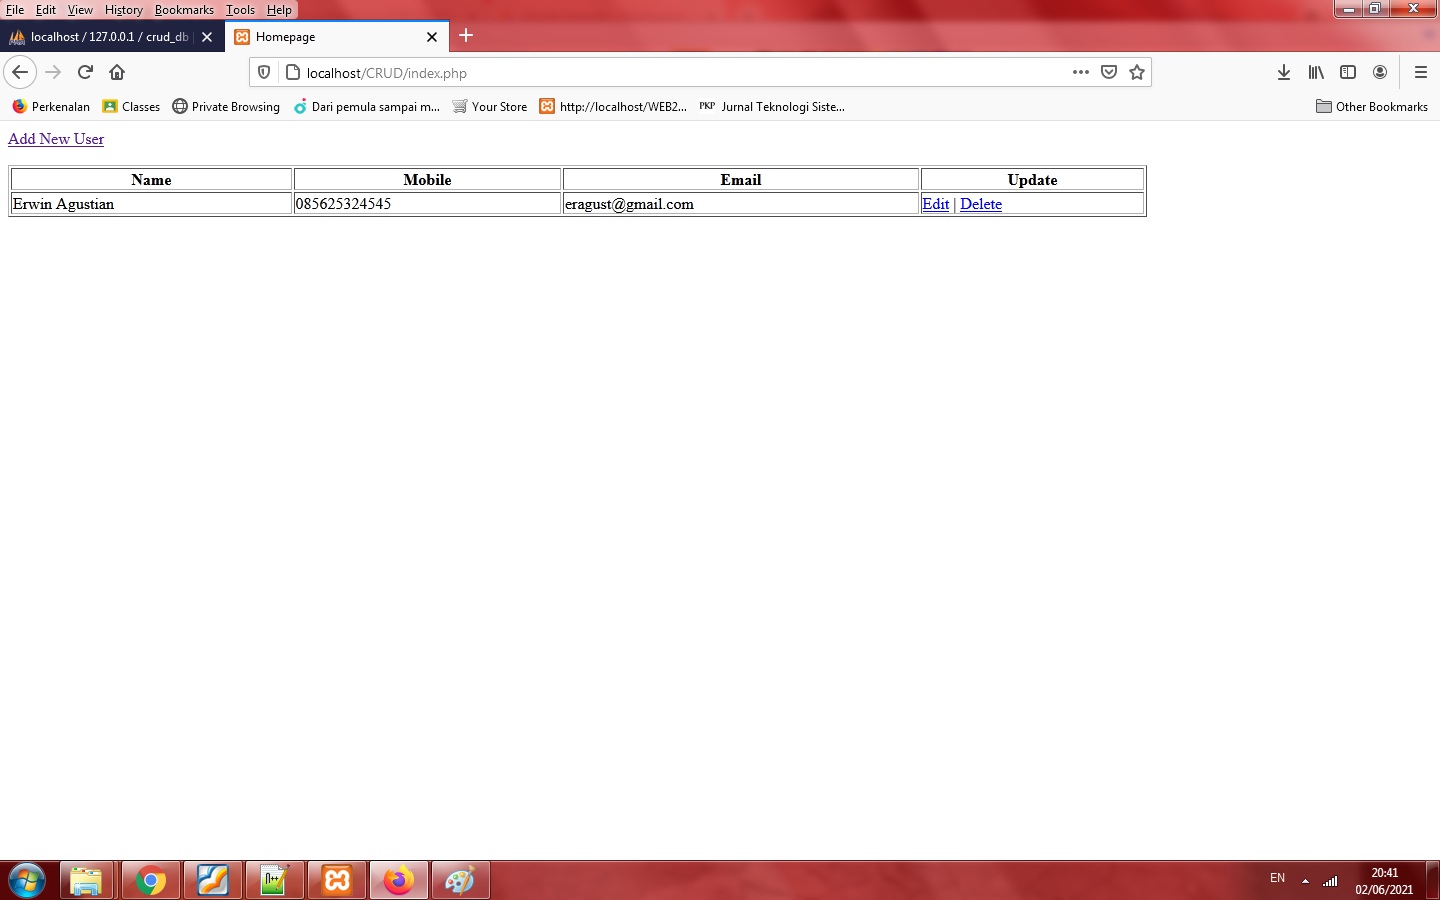 File Edit View History Bookmarks Tools Help
localhost / 127.0.0.1 / crud_db
Homepage
localhost/CRUD/index.php
Perkenalan Classes Private Browsing Dari pemula sampai m... Your Store http://localhost/WEB2... PKP Jurnal Teknologi Siste... Other Bookmarks
Add New User
Name Mobile Email Update
Erwin Agustian 085625324545 eragust@gmail.com Edit | Delete
EN 20:41
02/06/2021